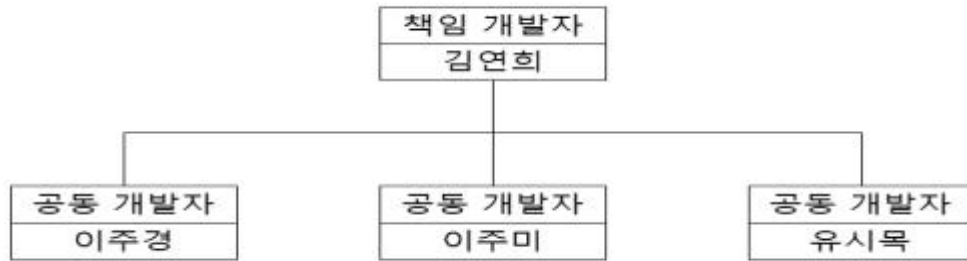 책임 개발자
김연희
공동 개발자
이주경
공동 개발자
이주미
공동 개발자
유시목